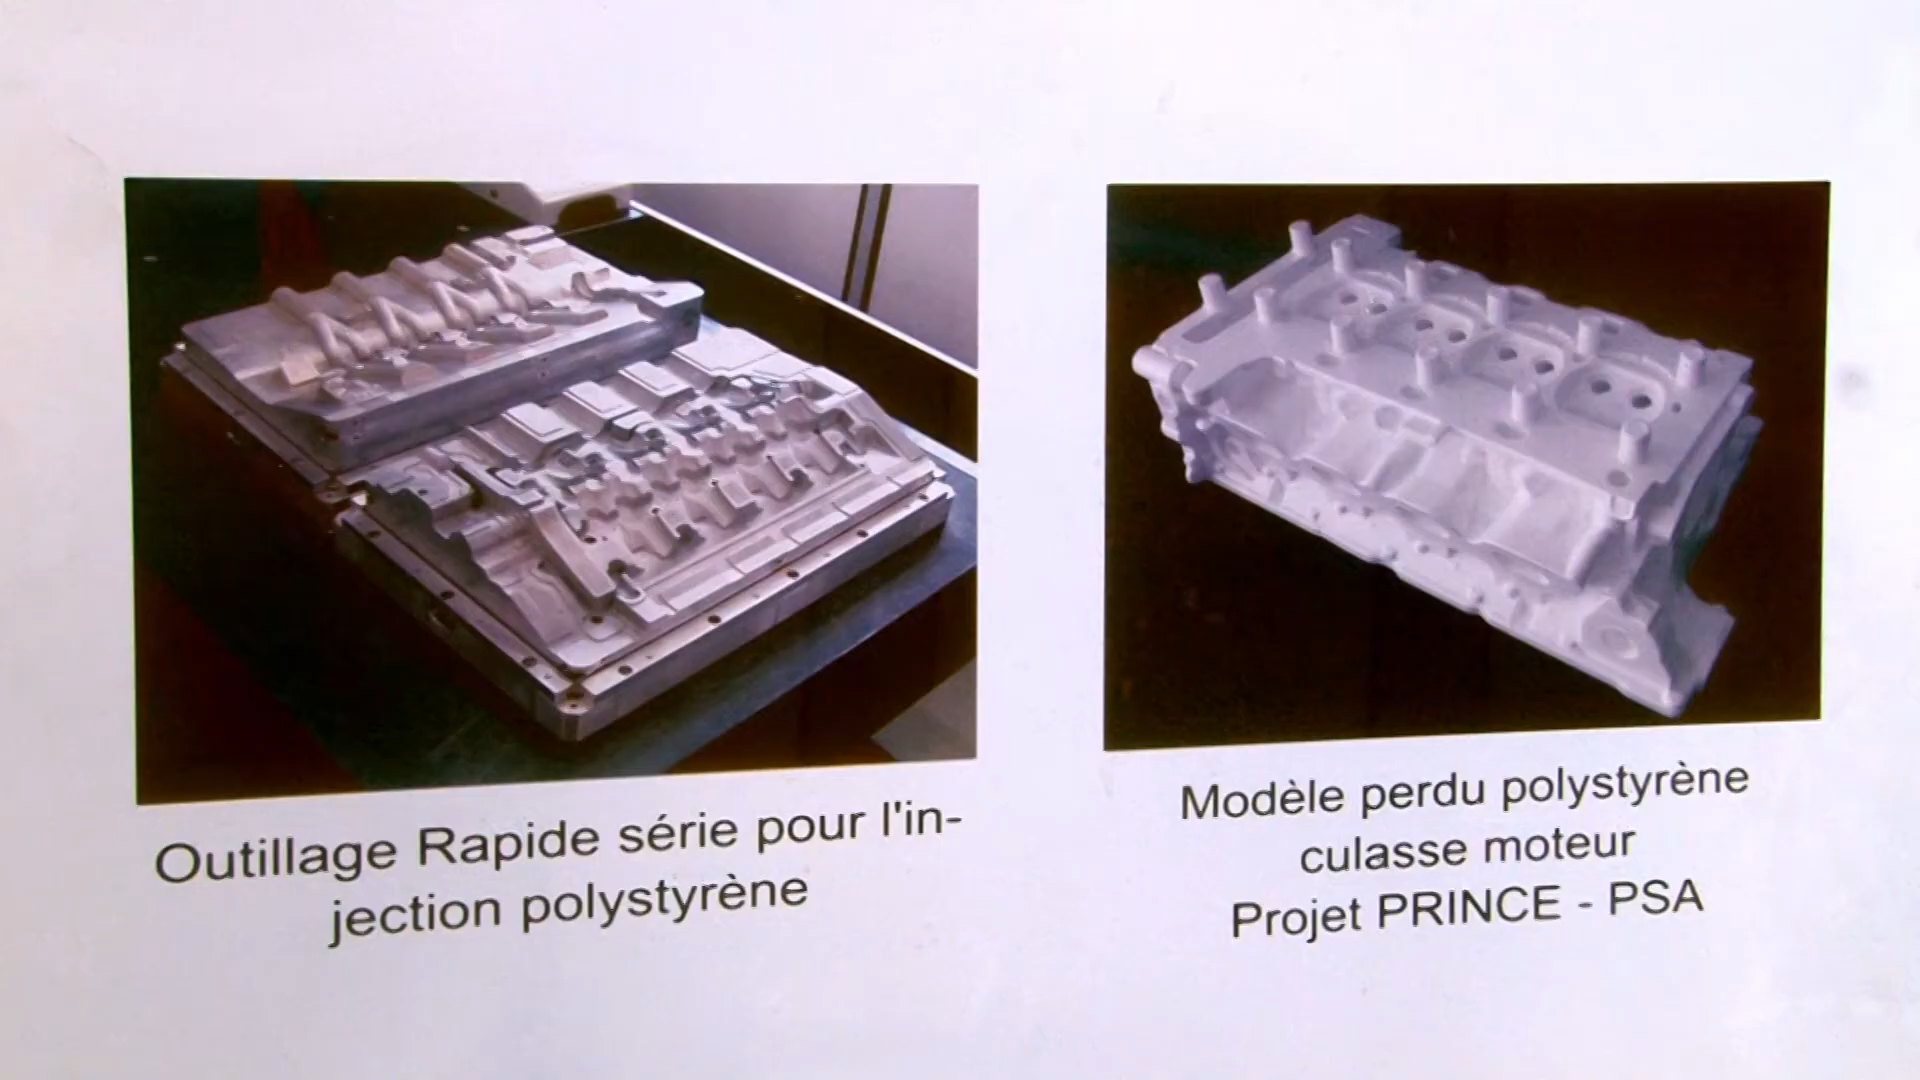 Outillage Rapide série pour l'in-
jection polystyrène
Modèle perdu polystyrène
culasse moteur
Projet PRINCE - PSA